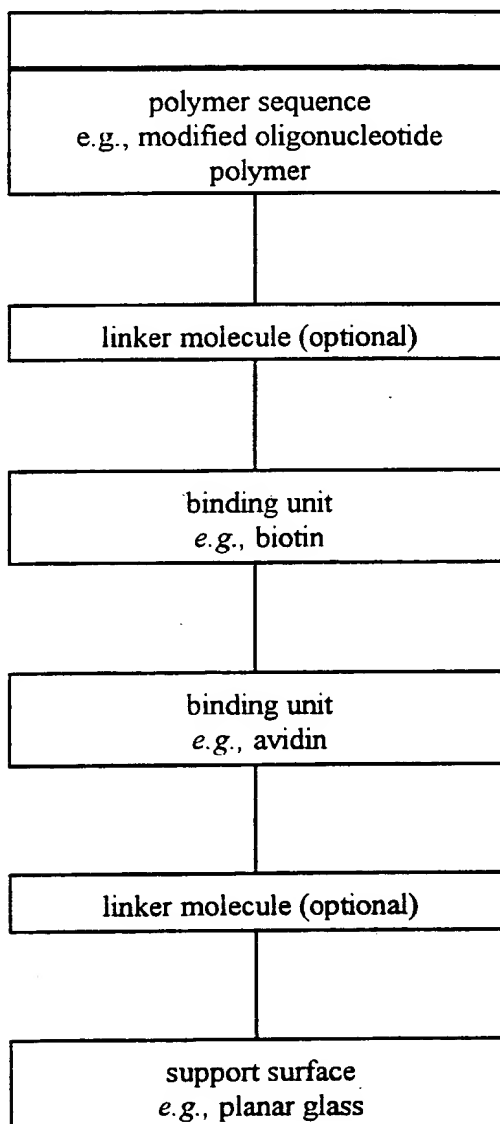 polymer sequence
e.g., modified oligonucleotide
polymer
linker molecule (optional)
binding unit
e.g., biotin
binding unit
e.g., avidin
linker molecule (optional)
support surface
e.g., planar glass